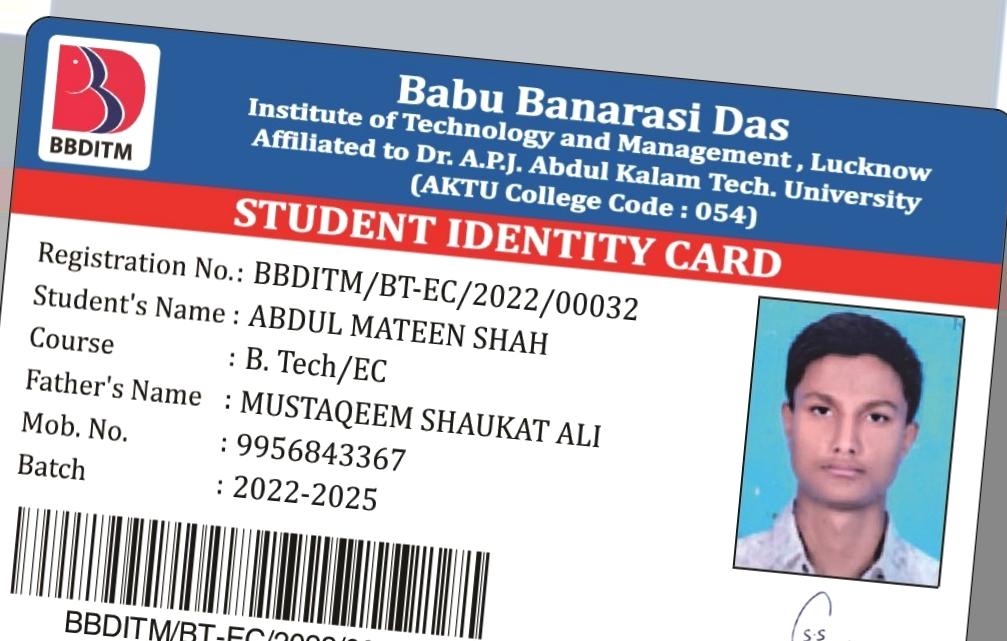 BBDITM
Babu Banarasi Das
Institute of Technology and Management , Lucknow
Affiliated to Dr. A.P.J. Abdul Kalam Tech. University
(AKTU College Code : 054)
STUDENT IDENTITY CARD
Registration No.: BBDITM/BT-EC/2022/00032
Student's Name : ABDUL MATEEN SHAH
Course : B. Tech/EC
Father's Name : MUSTAQEEM SHAUKAT ALI
Mob. No. : 9956843367
Batch : 2022-2025
BBDITM/BT-EC/2022/
S.S